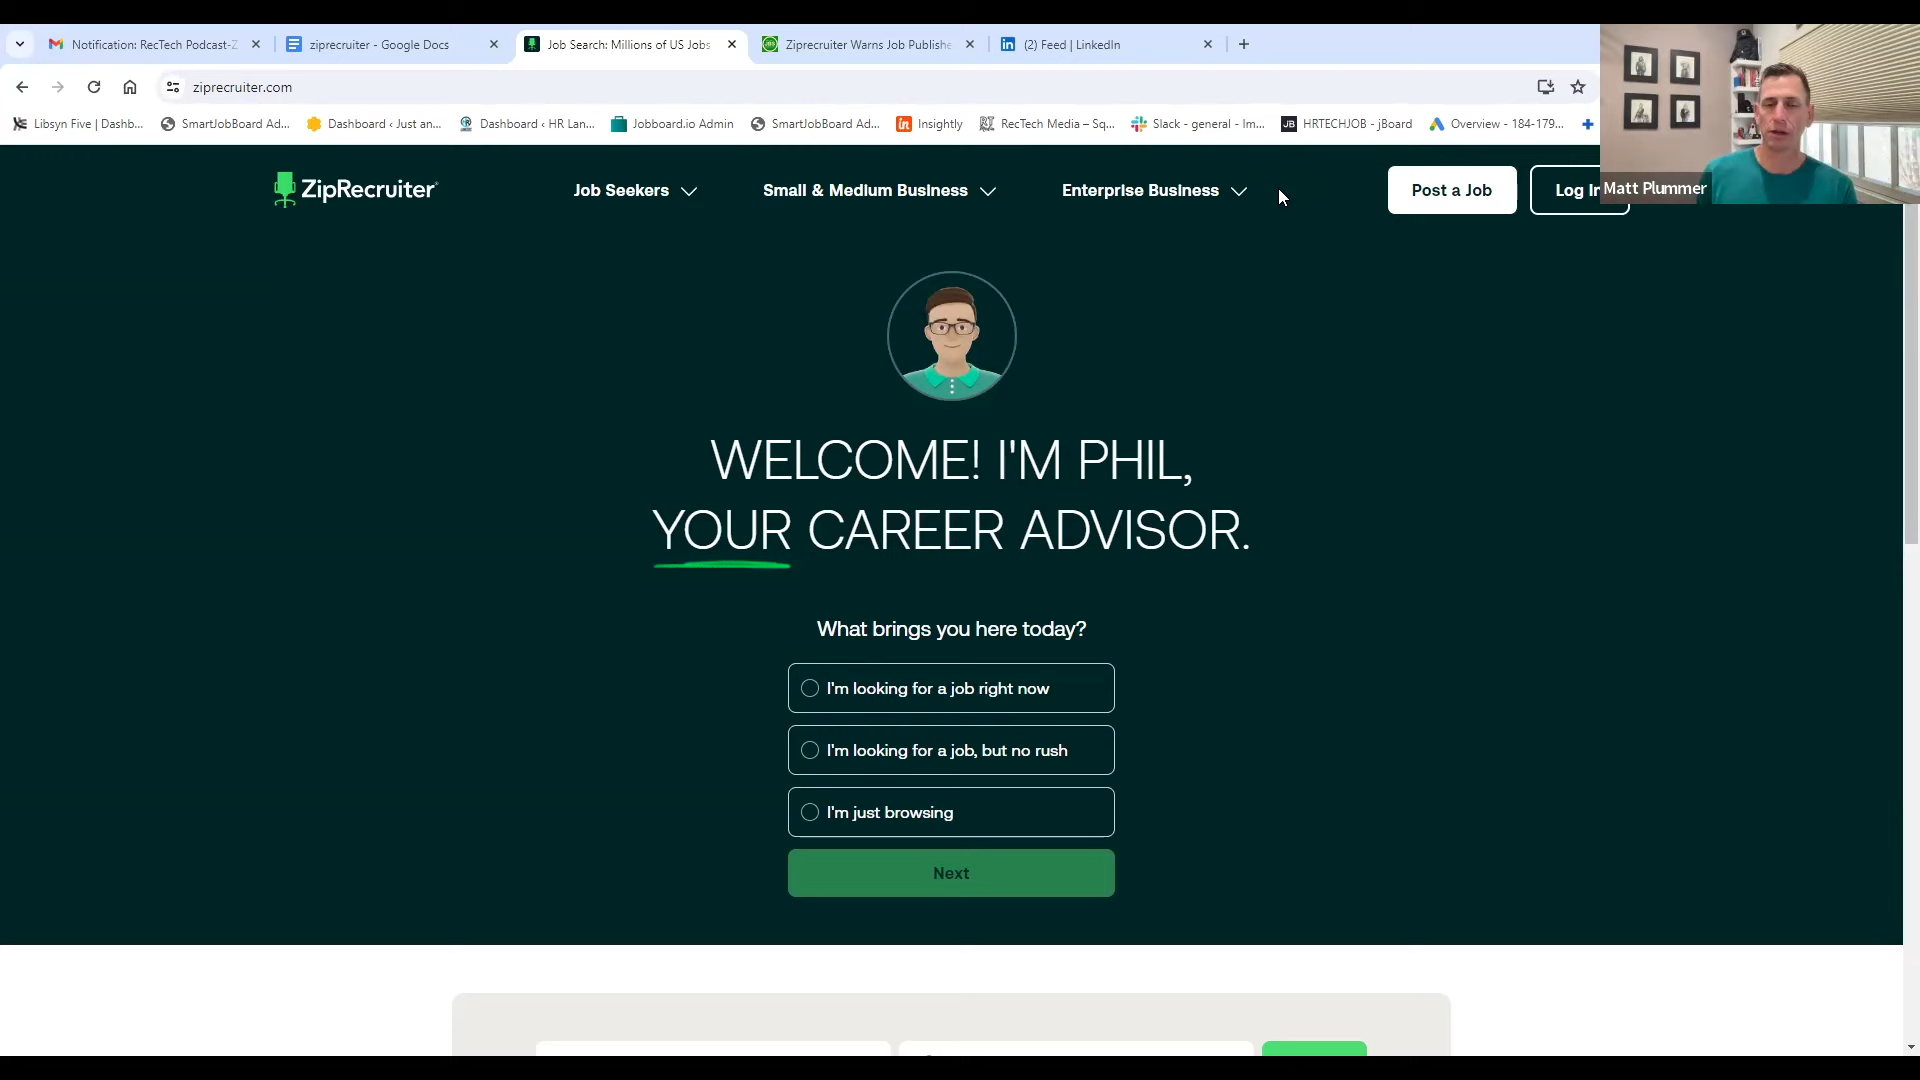 Notification: RecTech Podcast-Z
ziprecruiter - Google Docs
Job Search: Millions of US Jobs
Ziprecruiter Warns Job Publishe
(2) Feed | LinkedIn
ziprecruiter.com
Libsyn Five | Dashb...
SmartJobBoard Ad...
Dashboard ‹ Just an...
Dashboard ‹ HR Lan...
Jobboard.io Admin
SmartJobBoard Ad...
Insightly
RecTech Media – Sq...
Slack - general - Im...
JB HRTECHJOB - jBoard
Overview - 184-179...
ZipRecruiter
Job Seekers
Small & Medium Business
Enterprise Business
Post a Job
Log In
Matt Plummer
WELCOME! I'M PHIL,
YOUR CAREER ADVISOR.
What brings you here today?
I'm looking for a job right now
I'm looking for a job, but no rush
I'm just browsing
Next